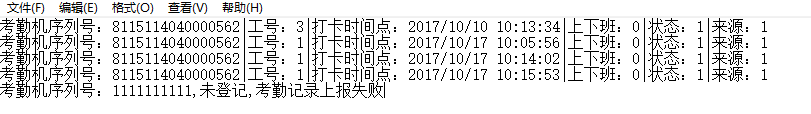 文件(F) 编辑(E) 格式(O) 查看(V) 帮助(H)
考勤机序列号：8115114040000562|工号：3|打卡时间点：2017/10/10 10:13:34|上下班：0|状态：1|来源：1
考勤机序列号：8115114040000562|工号：1|打卡时间点：2017/10/17 10:05:56|上下班：0|状态：1|来源：1
考勤机序列号：8115114040000562|工号：1|打卡时间点：2017/10/17 10:14:02|上下班：0|状态：1|来源：1
考勤机序列号：8115114040000562|工号：1|打卡时间点：2017/10/17 10:15:53|上下班：0|状态：1|来源：1
考勤机序列号：1111111111,未登记,考勤记录上报失败